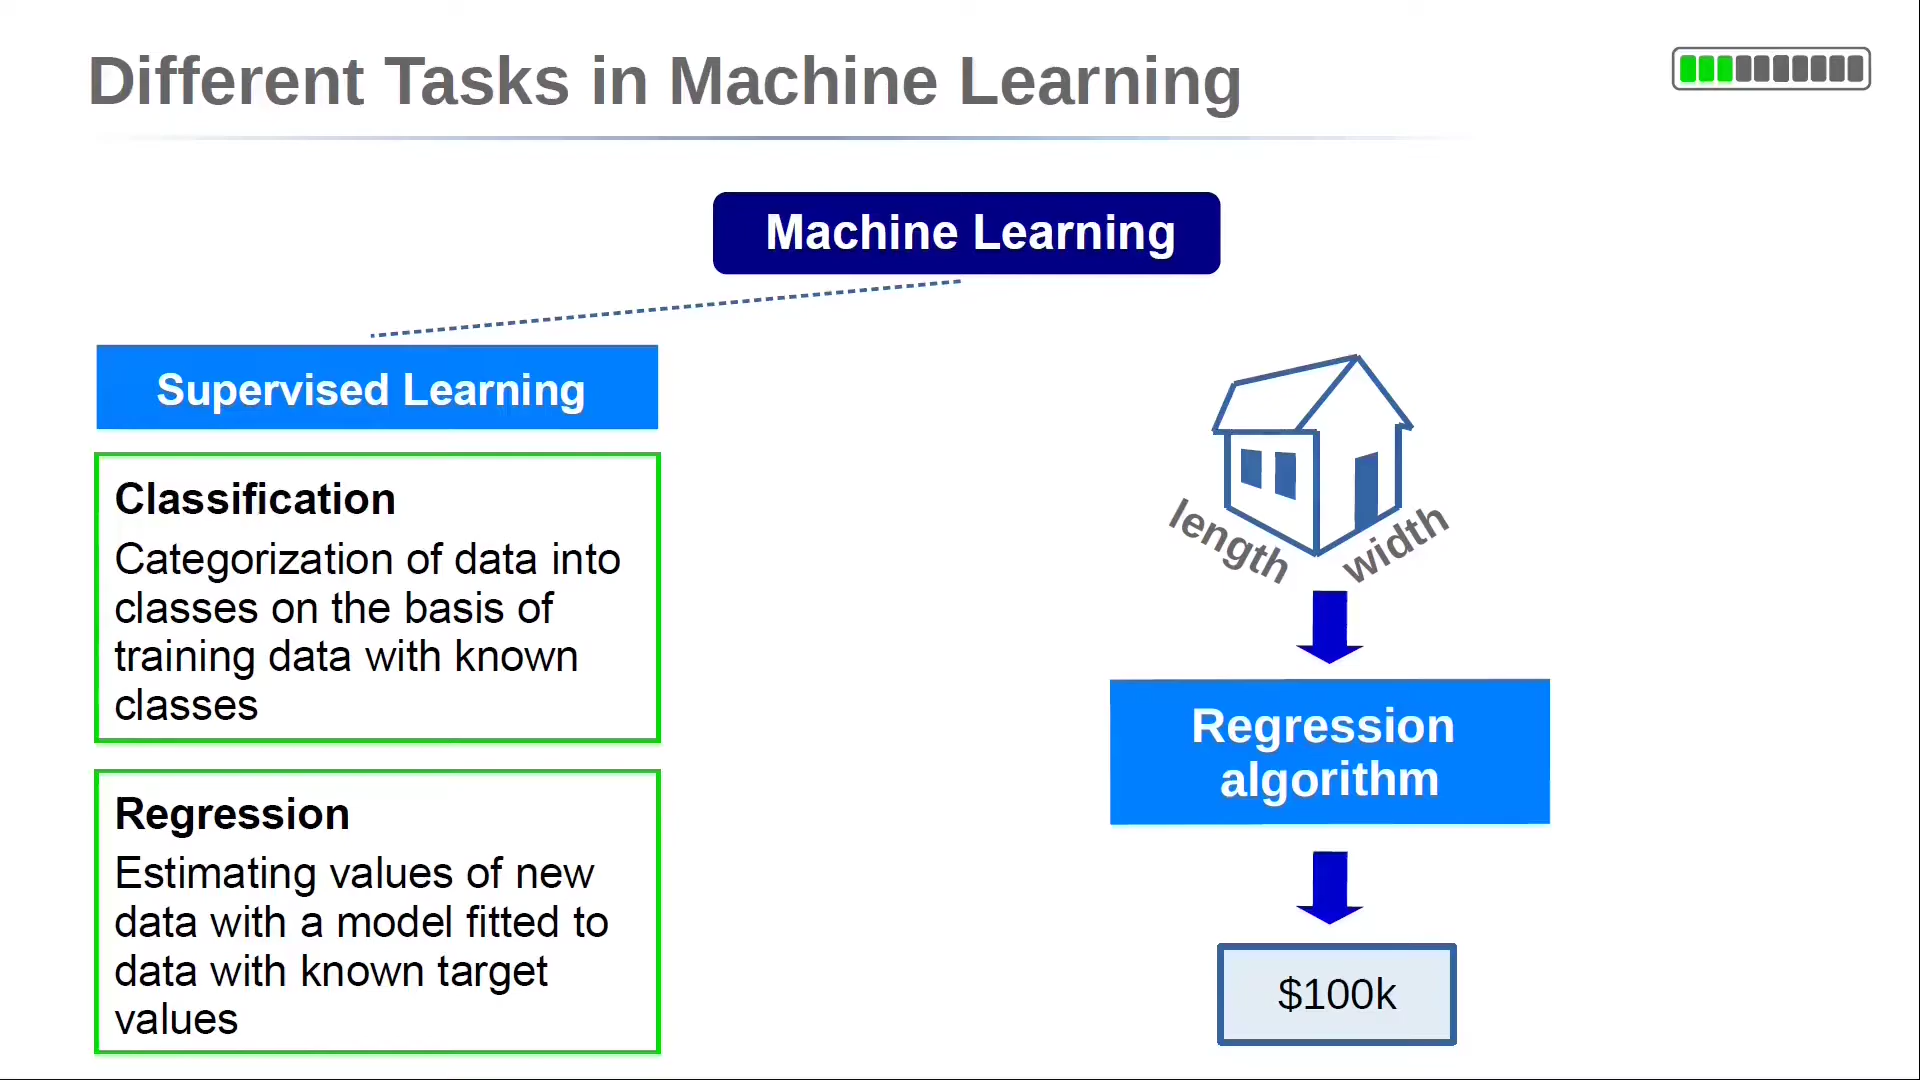 Different Tasks in Machine Learning
Machine Learning
Supervised Learning
Classification
Categorization of data into
classes on the basis of
training data with known
classes
Regression
Estimating values of new
data with a model fitted to
data with known target
values
length
width
Regression
algorithm
$100k